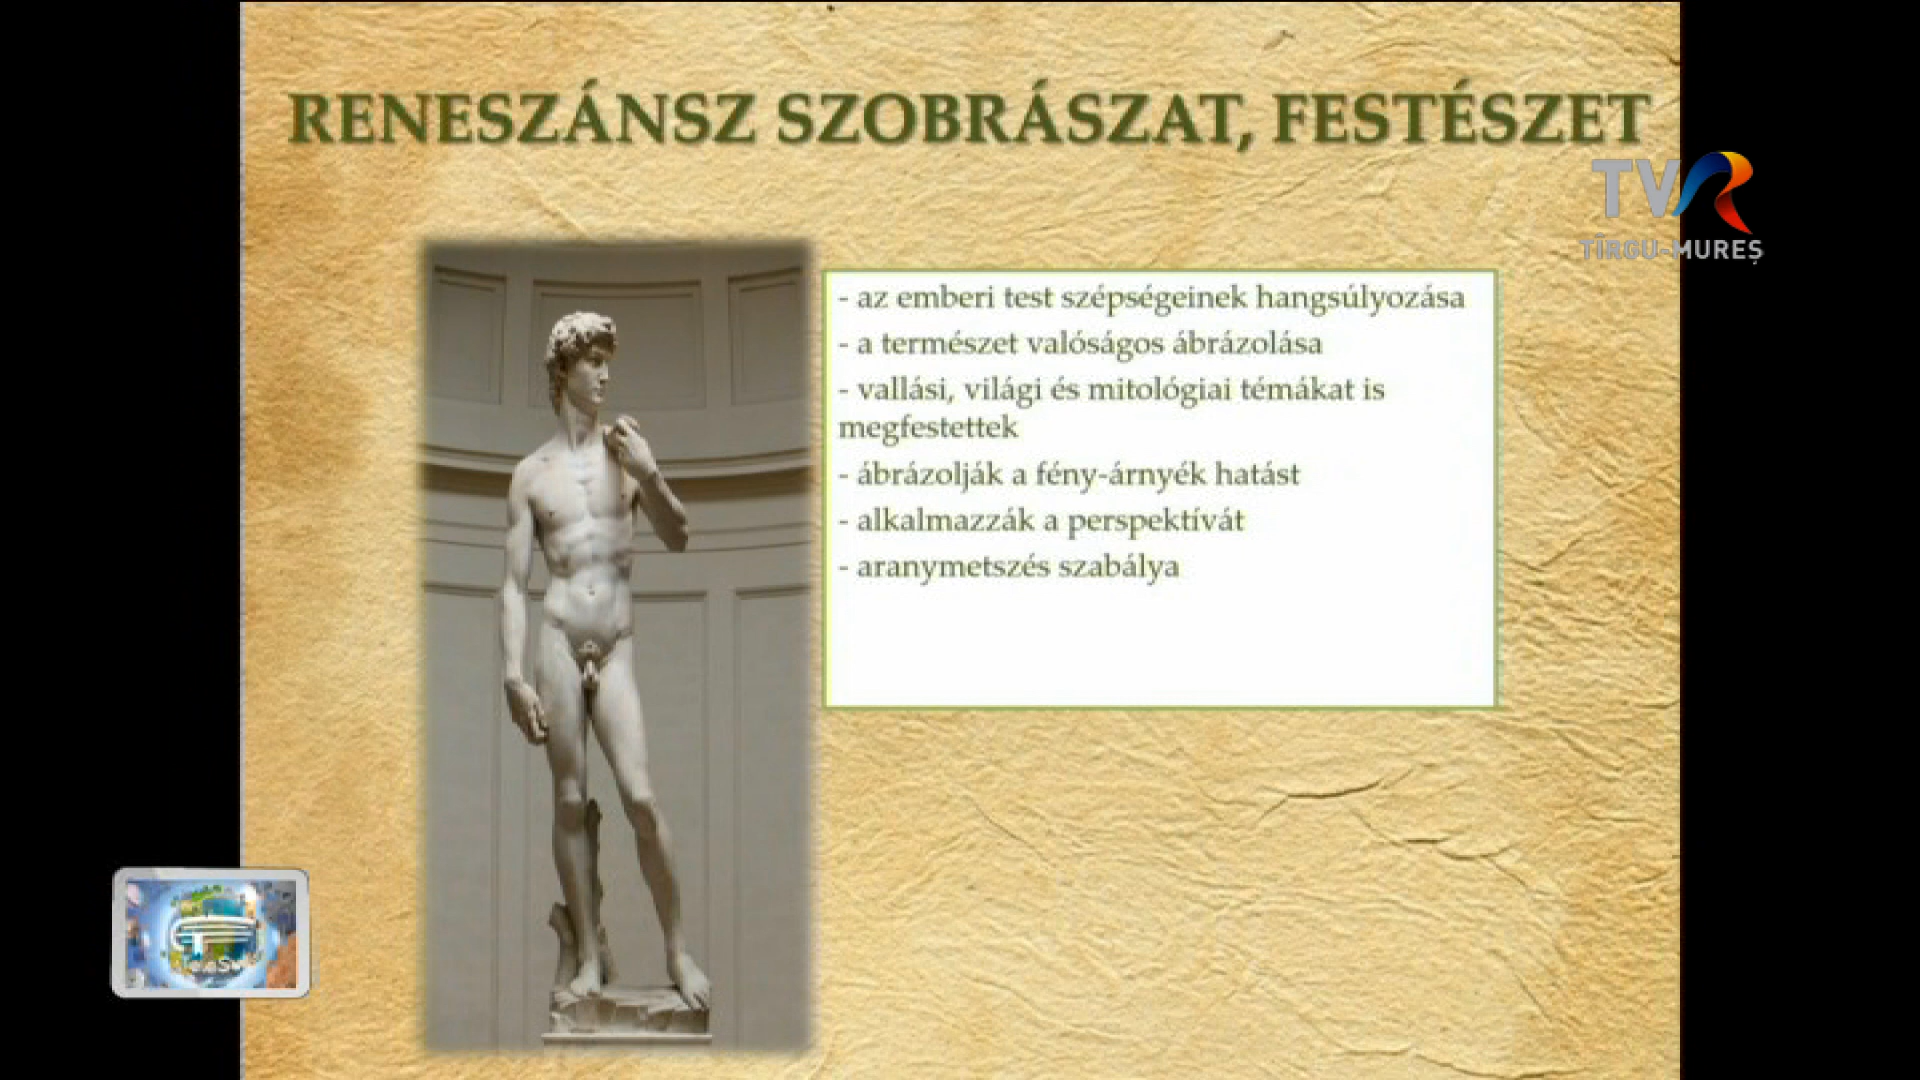 RENESZÁNSZ SZOBRÁSZAT, FESTÉSZET
TVR
TÎRGU-MUREȘ
- az emberi test szépségeinek hangsúlyozása
- a természet valóságos ábrázolása
- vallási, világi és mitológiai témákat is
megfestettek
- ábrázolják a fény-árnyék hatást
- alkalmazzák a perspektívát
- aranymetszés szabálya